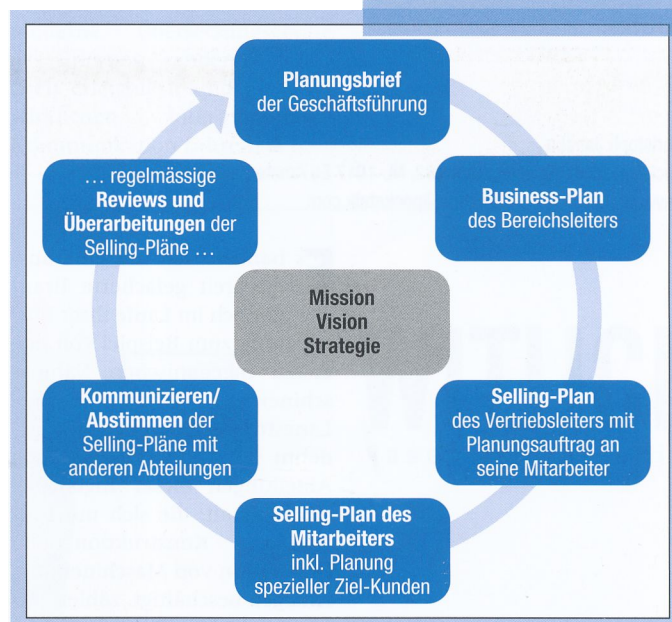 Planungsbrief
der Geschäftsführung
Business-Plan
des Bereichsleiters
Selling-Plan
des Vertriebsleiters mit
Planungsauftrag an
seine Mitarbeiter
Selling-Plan des
Mitarbeiters
inkl. Planung
spezieller Ziel-Kunden
Kommunizieren/
Abstimmen der
Selling-Pläne mit
anderen Abteilungen
… regelmässige
Reviews und
Überarbeitungen der
Selling-Pläne …
Mission
Vision
Strategie